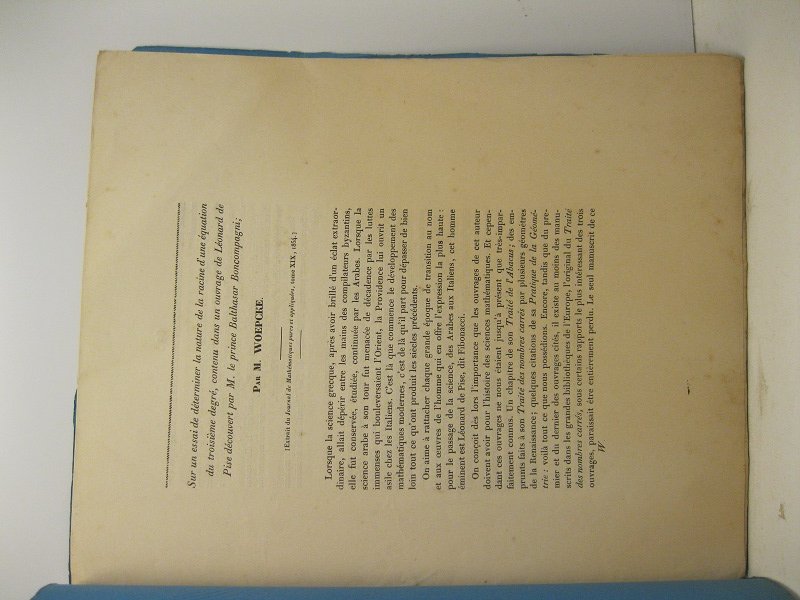 Sur un essai de déterminer la nature de la racine d'une équation
du troisième degré, contenu dans un ouvrage de Léonard de
Pise découvert par M. le prince Balthasar Boncompagni;
PAR M. WOEPCKE.
(Extrait du Journal de Mathématiques pures et appliquées, tome XIX, 1854.)
Lorsque la science grecque, après avoir brillé d'un éclat extraor-
dinaire, allait dépérir entre les mains des compilateurs byzantins,
elle fut conservée, étudiée, continuée par les Arabes. Lorsque la
science arabe à son tour fut menacée de décadence par les luttes
immenses qui bouleversaient l'Orient, la Providence lui ouvrit un
asile chez les Italiens. C'est là que commence le développement des
mathématiques modernes, c'est de là qu'il part pour dépasser de bien
loin tout ce qu'ont produit les siècles précédents.
On aime à rattacher chaque grande époque de transition au nom
et aux œuvres de l'homme qui en offre l'expression la plus haute:
pour le passage de la science, des Arabes aux Italiens, cet homme
éminent est Léonard de Pise, dit Fibonacci.
On conçoit dès lors l'importance que les ouvrages de cet auteur
doivent avoir pour l'histoire des sciences mathématiques. Et cepen-
dant ces ouvrages ne nous étaient jusqu'à présent que très-impar-
faitement connus. Un chapitre de son Traité de l'Abacus; des em-
prunts faits à son Traité des nombres carrés par plusieurs géomètres
de la Renaissance; quelques citations de sa Pratique de la Géomé-
trie: voilà tout ce que nous possédions. Encore, tandis que du pre-
mier et du dernier des ouvrages cités, il existe au moins des manu-
scrits dans les grandes bibliothèques de l'Europe, l'original du Traité
des nombres carrés, sous certains rapports le plus intéressant des trois
ouvrages, paraissait être entièrement perdu. Le seul manuscrit de ce
W